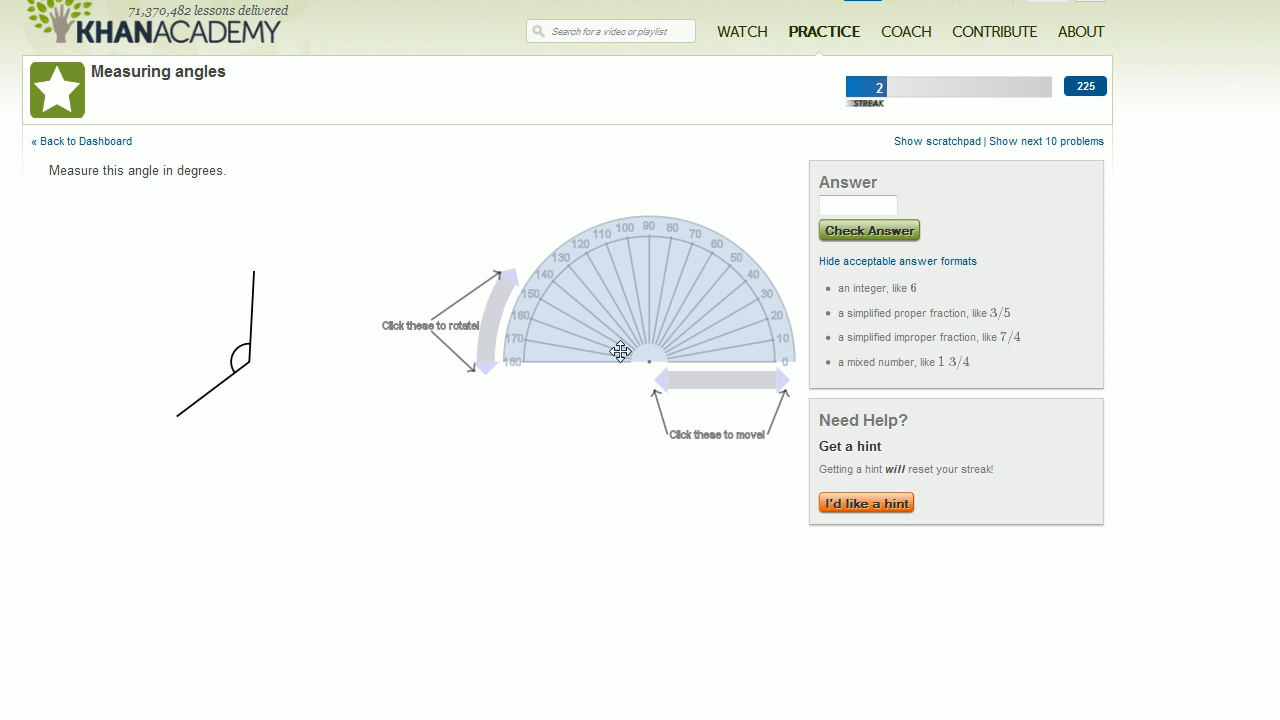 71,370,482 lessons delivered
KHANACADEMY
Search for a video or playlist
WATCH PRACTICE COACH CONTRIBUTE ABOUT
Measuring angles
2
STREAK
225
« Back to Dashboard
Show scratchpad | Show next 10 problems
Measure this angle in degrees.
0 10 20 30 40 50 60 70 80 90 100 110 120 130 140 150 160 170 180
Click these to rotate!
Click these to move!
Answer
Check Answer
Hide acceptable answer formats
• an integer, like 6
• a simplified proper fraction, like 3/5
• a simplified improper fraction, like 7/4
• a mixed number, like 1 3/4
Need Help?
Get a hint
Getting a hint will reset your streak!
I'd like a hint